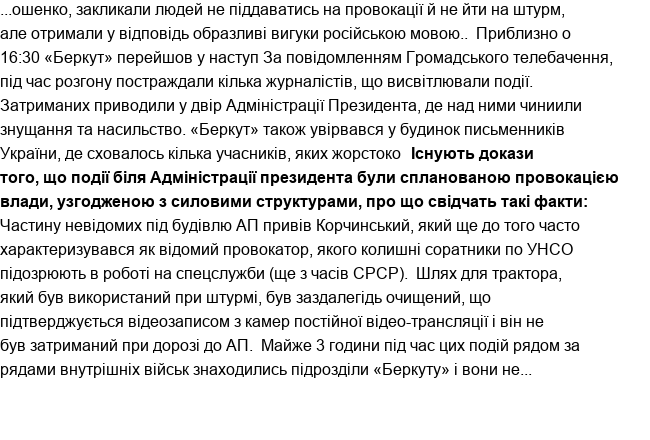 ...ошенко, закликали людей не піддаватись на провокації й не йти на штурм,
але отримали у відповідь образливі вигуки російською мовою.. Приблизно о
16:30 «Беркут» перейшов у наступ За повідомленням Громадського телебачення,
під час розгону постраждали кілька журналістів, що висвітлювали події.
Затриманих приводили у двір Адміністрації Президента, де над ними чиниили
знущання та насильство. «Беркут» також увірвався у будинок письменників
України, де сховалось кілька учасників, яких жорстоко Існують докази
того, що події біля Адміністрації президента були спланованою провокацією
влади, узгодженою з силовими структурами, про що свідчать такі факти:
Частину невідомих під будівлю АП привів Корчинський, який ще до того часто
характеризувався як відомий провокатор, якого колишні соратники по УНСО
підозрюють в роботі на спецслужби (ще з часів СРСР). Шлях для трактора,
який був використаний при штурмі, був заздалегідь очищений, що
підтверджується відеозаписом з камер постійної відео-трансляції і він не
був затриманий при дорозі до АП. Майже 3 години під час цих подій рядом за
рядами внутрішніх військ знаходились підрозділи «Беркуту» і вони не...